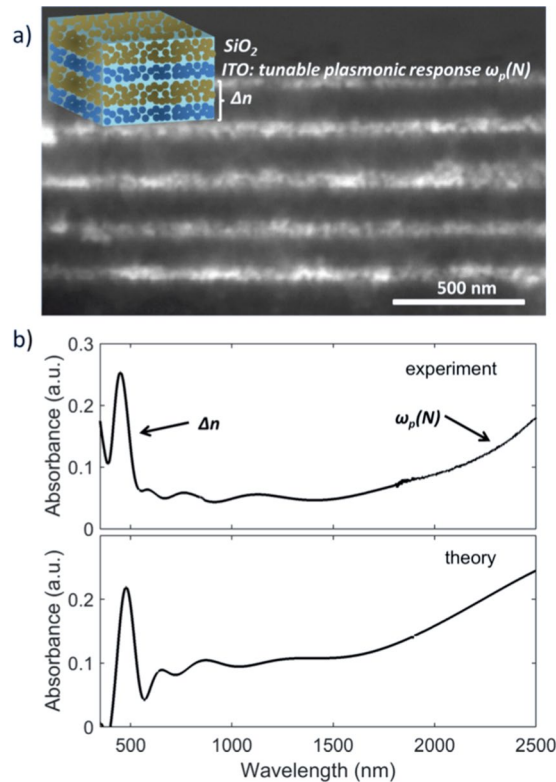 a)
SiO2
ITO: tunable plasmonic response ωp(N)
Δn
500 nm
b)
0.3
0.2
0.1
0
Absorbance (a.u.)
experiment
Δn
ωp(N)
0.2
0.1
0
Absorbance (a.u.)
theory
500 1000 1500 2000 2500
Wavelength (nm)